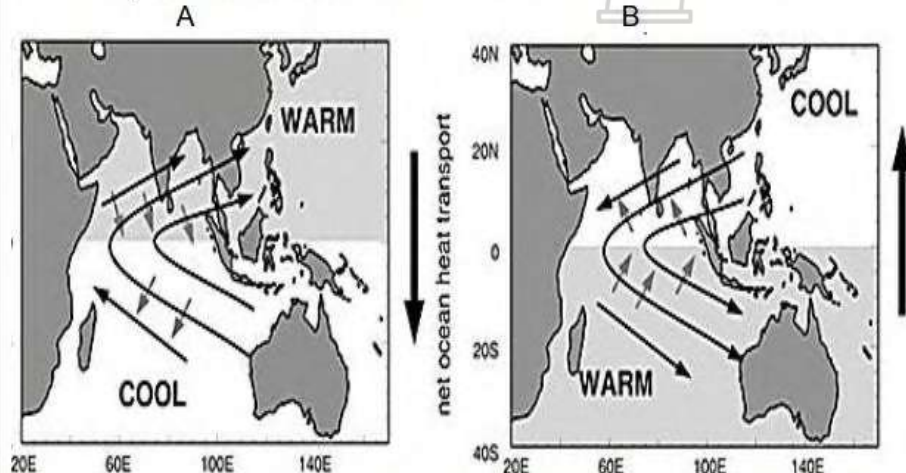 A
B
WARM
COOL
20E
60E
100E
140E
net ocean heat transport
40N
20N
0
20S
40S
COOL
WARM
20E
60E
100E
140E